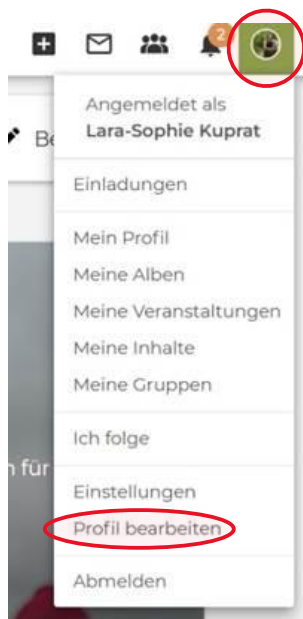 2
Angemeldet als
Lara-Sophie Kuprat
Einladungen
Mein Profil
Meine Alben
Meine Veranstaltungen
Meine Inhalte
Meine Gruppen
Ich folge
n für
Einstellungen
Profil bearbeiten
Abmelden